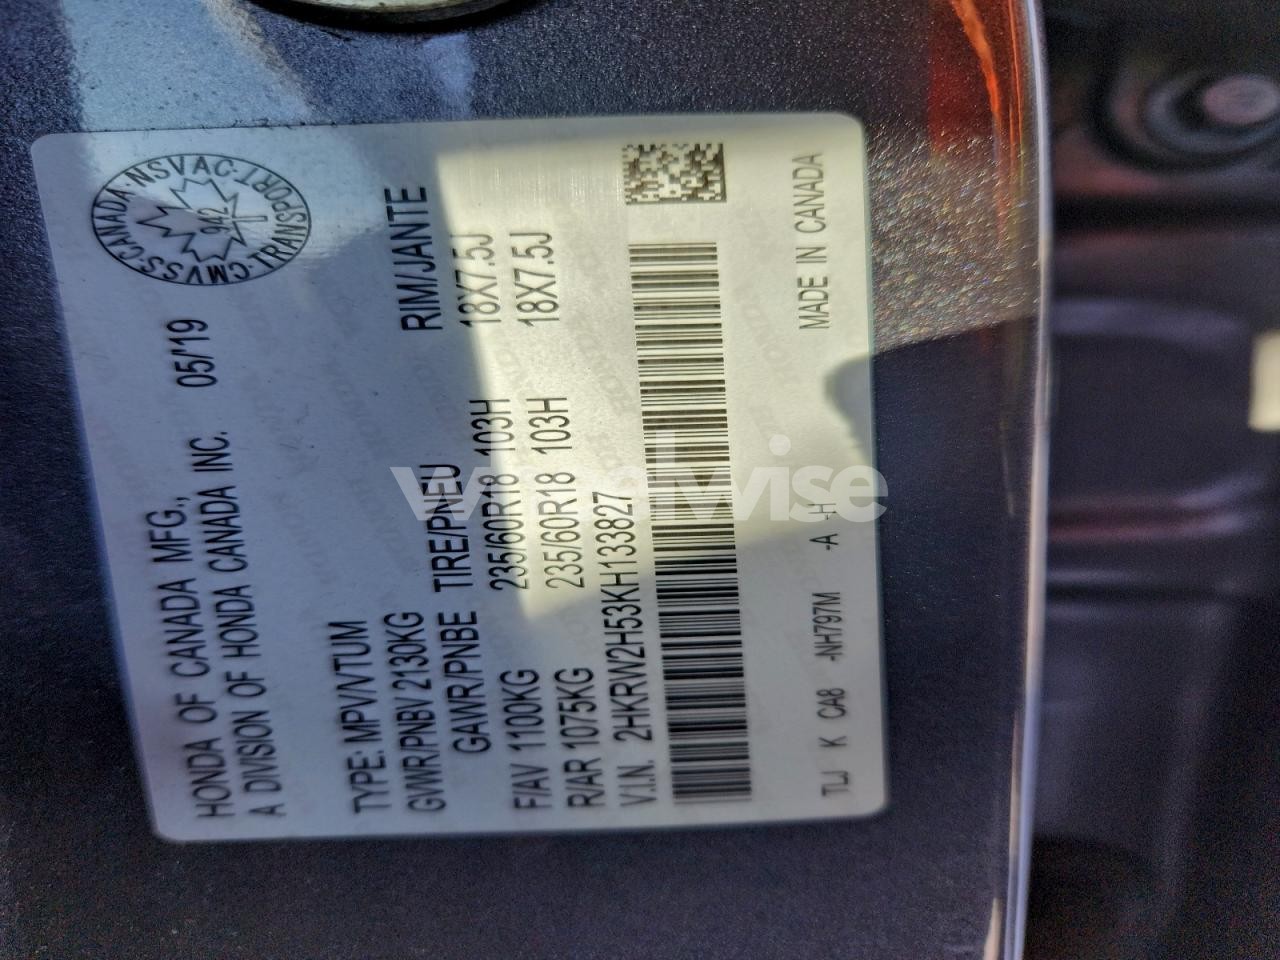 HONDA OF CANADA MFG.,
A DIVISION OF HONDA CANADA INC. 05/'19
CMVSS·CANADA·NSVAC·TRANSPORT
942
TYPE: MPV/VTUM
GVWR/PNBV 2130KG
GAWR/PNBE TIRE/PNEU RIM/JANTE
F/AV 1100KG 235/60R18 103H 18X7.5J
R/AR 1075KG 235/60R18 103H 18X7.5J
V.I.N. 2HKRW2H53KH133827
TLJ K CA8 -NH797M -A -H MADE IN CANADA